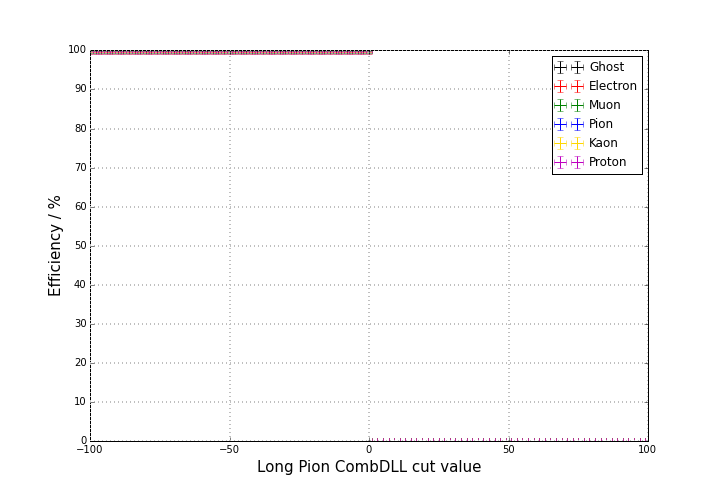 100
90
80
70
60
50
40
30
20
10
0
Efficiency / %
Ghost
Electron
Muon
Pion
Kaon
Proton
−100
−50
0
50
100
Long Pion CombDLL cut value